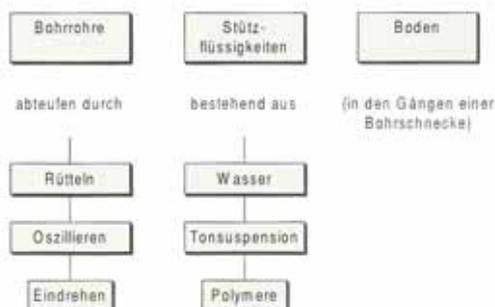 Bohrrohre
abteufen durch
Rütteln
Oszillieren
Eindrehen
Stütz-
flüssigkeiten
bestehend aus
Wasser
Tonsuspension
Polymere
Boden
(in den Gängen einer
Bohrschnecke)